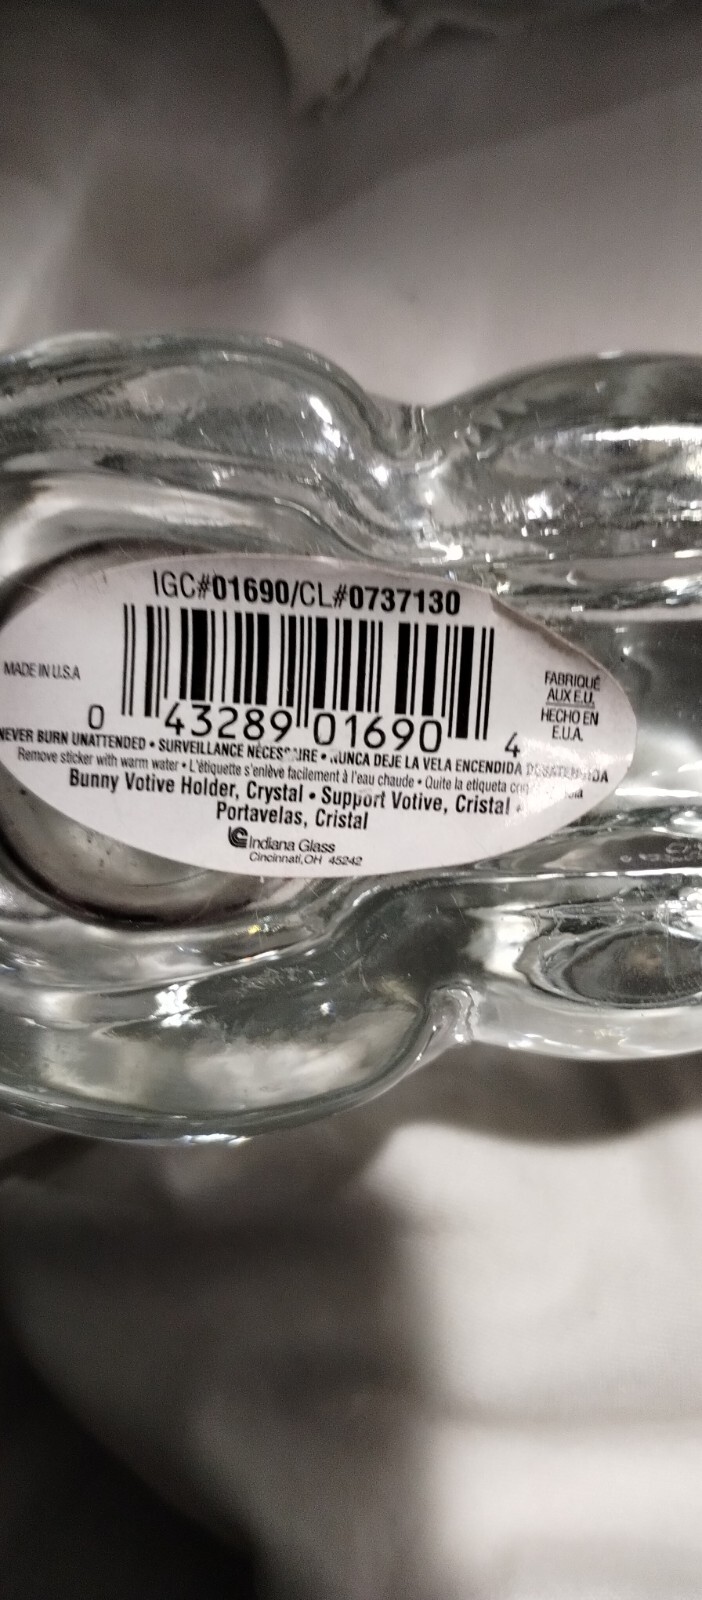 IGC#01690/CL#0737130
MADE IN U.S.A
FABRIQUÉ
AUX E.U.
HECHO EN
E.U.A.
0 43289 01690 4
NEVER BURN UNATTENDED • SURVEILLANCE NÉCESSAIRE • NUNCA DEJE LA VELA ENCENDIDA DESATENDIDA
Remove sticker with warm water • L'étiquette s'enlève facilement à l'eau chaude • Quite la etiqueta con
Bunny Votive Holder, Crystal • Support Votive, Cristal •
Portavelas, Cristal
Indiana Glass
Cincinnati, OH 45242